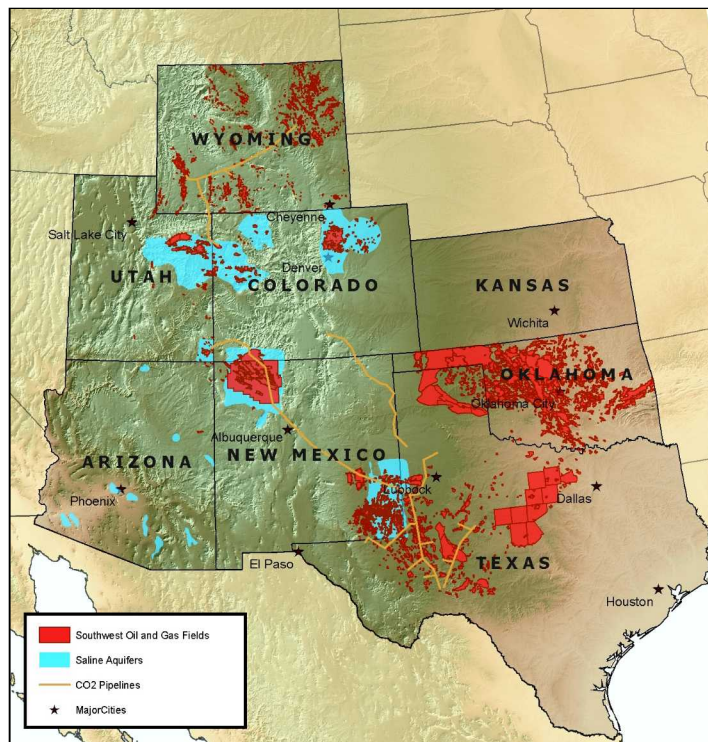 WYOMING
Cheyenne
Salt Lake City
UTAH
Denver
COLORADO
KANSAS
Wichita
OKLAHOMA
Oklahoma City
Albuquerque
NEW MEXICO
ARIZONA
Phoenix
Lubbock
Dallas
El Paso
TEXAS
Houston
Southwest Oil and Gas Fields
Saline Aquifers
CO2 Pipelines
MajorCities